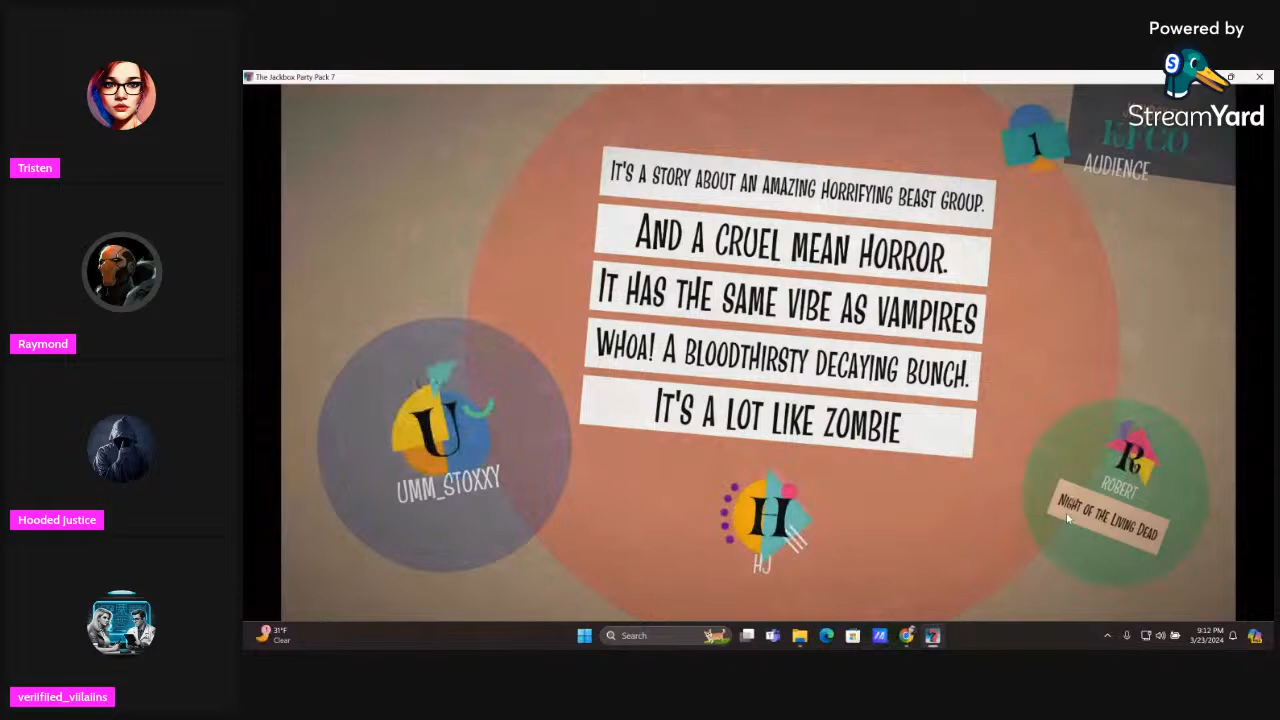 Powered by
StreamYard
The Jackbox Party Pack 7
Tristen
Raymond
Hooded Justice
veriifiied_viilaiins
1
AUDIENCE
IT'S A STORY ABOUT AN AMAZING HORRIFYING BEAST GROUP.
AND A CRUEL MEAN HORROR.
IT HAS THE SAME VIBE AS VAMPIRES
WHOA! A BLOODTHIRSTY DECAYING BUNCH.
IT'S A LOT LIKE ZOMBIE
U
UMM_STOXXY
H
HJ
R
ROBERT
NIGHT OF THE LIVING DEAD
1
31°F
Clear
Search
9:12 PM
3/23/2024